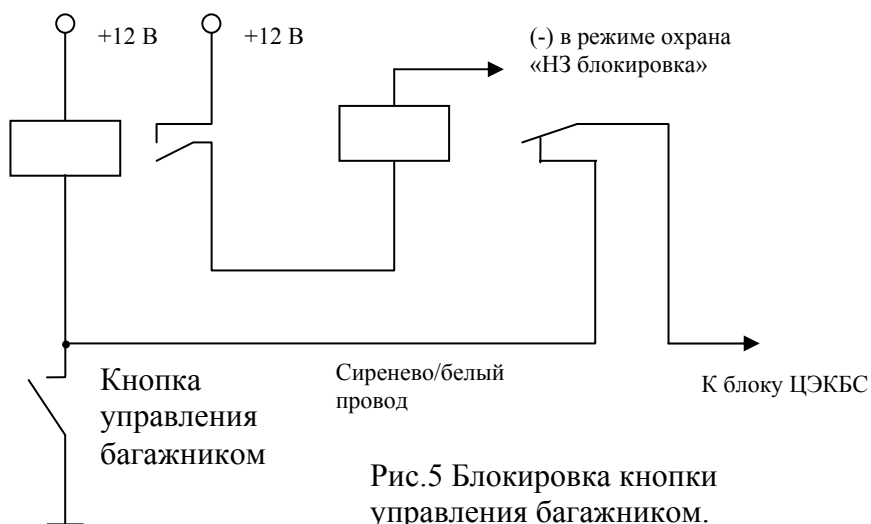 +12 В
+12 В
(-) в режиме охрана
«НЗ блокировка»
Кнопка
управления
багажником
Сиренево/белый
провод
К блоку ЦЭКБС
Рис.5 Блокировка кнопки
управления багажником.